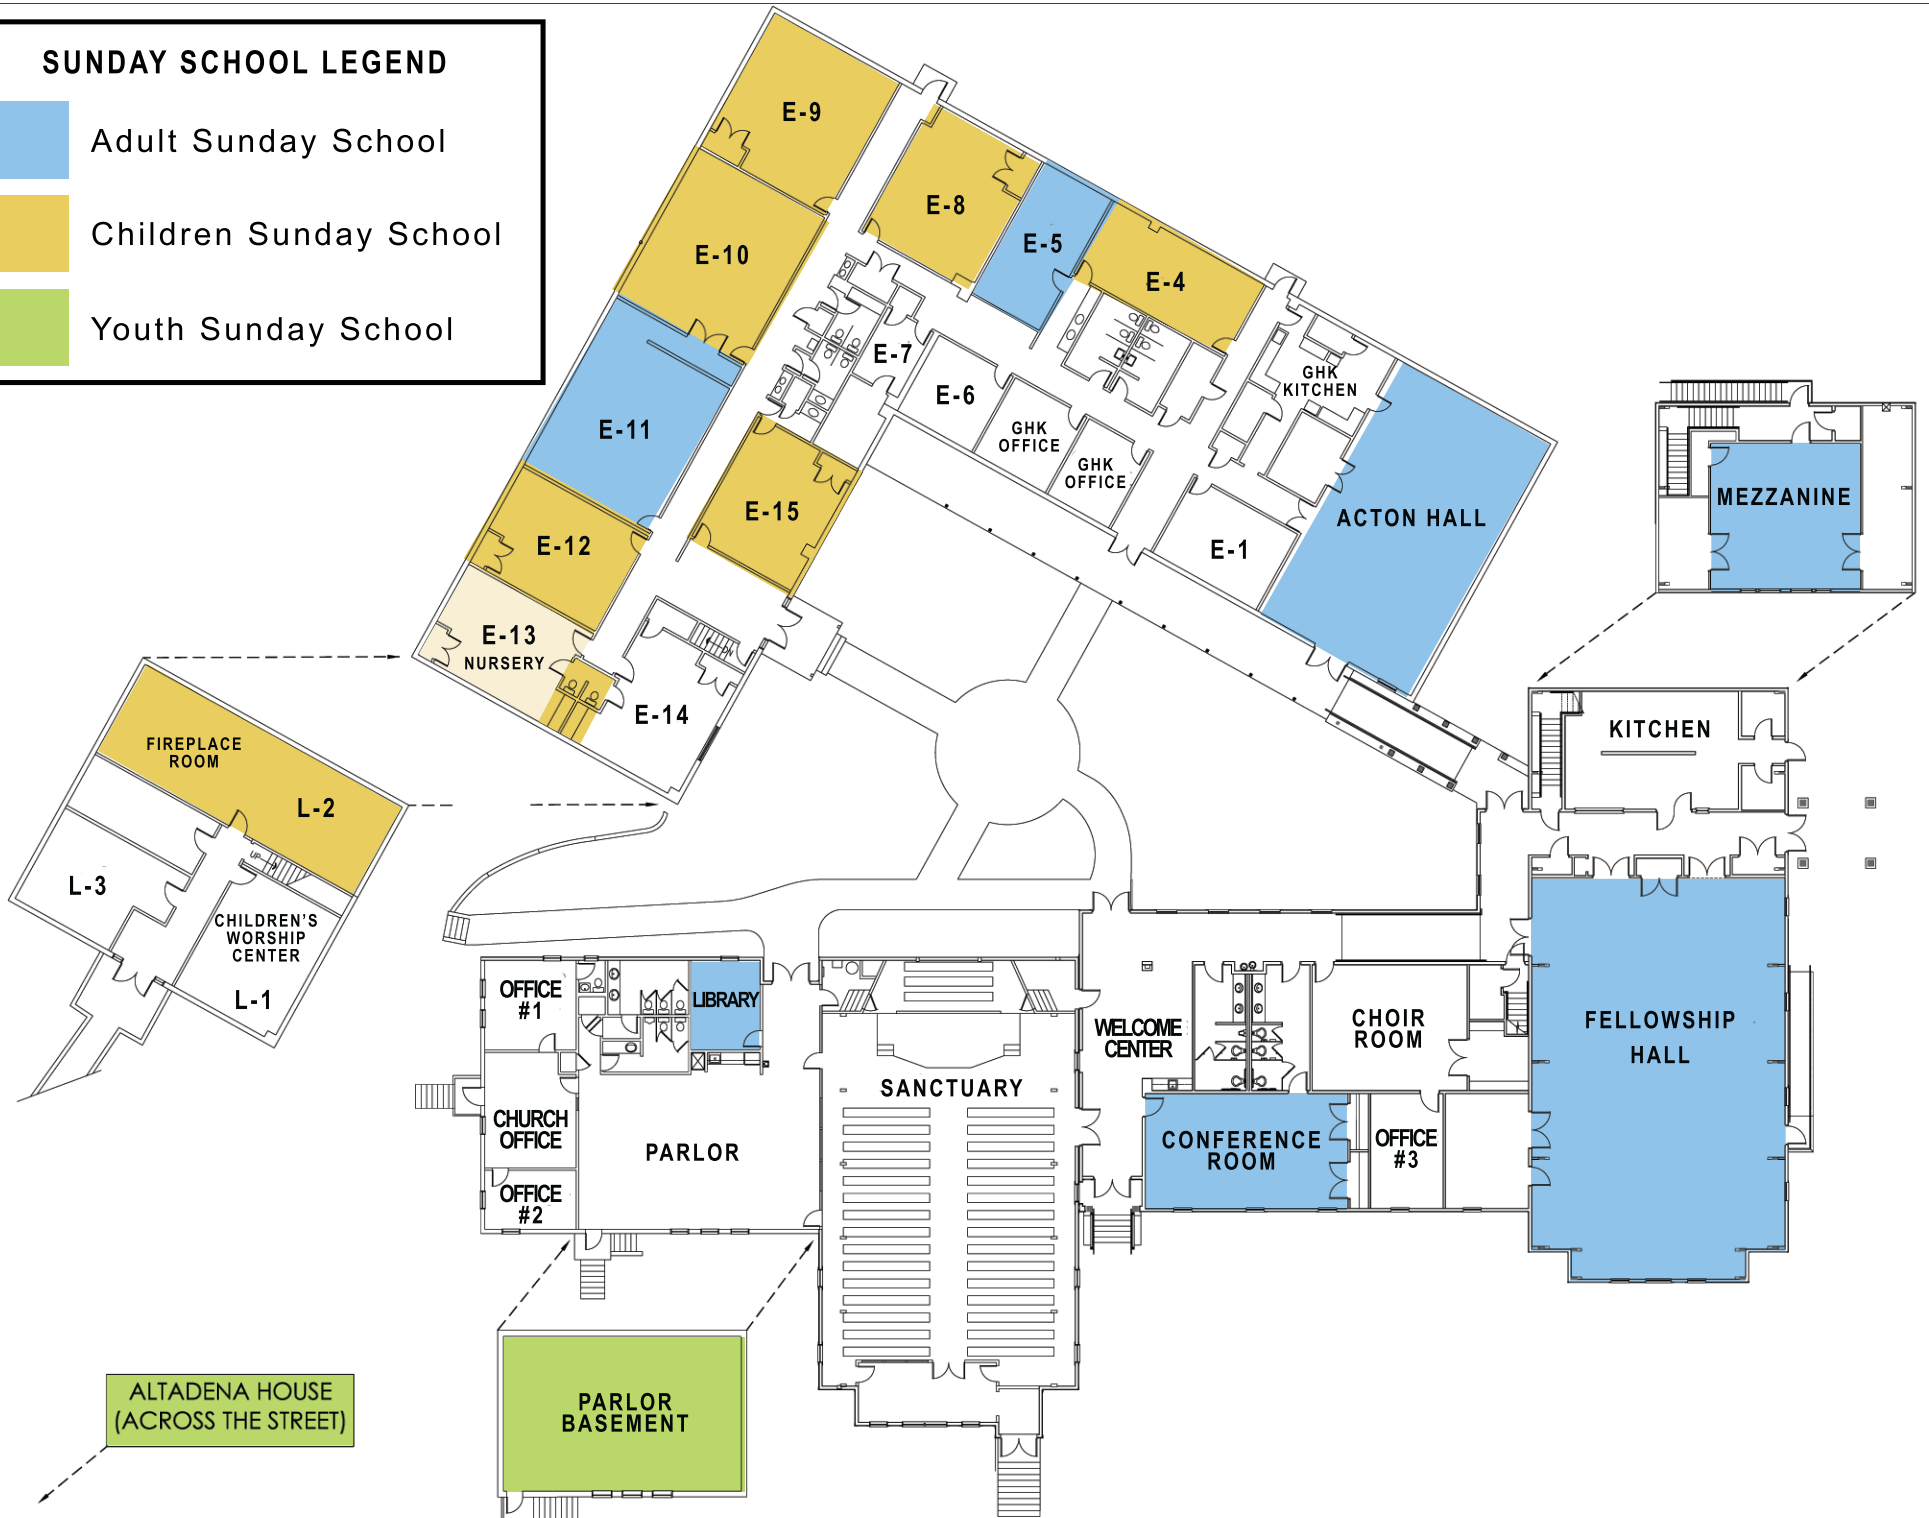 SUNDAY SCHOOL LEGEND
Adult Sunday School
Children Sunday School
Youth Sunday School
E-9
E-8
E-5
E-10
E-4
E-7
GHK
KITCHEN
E-6
E-11
GHK
OFFICE
GHK
OFFICE
MEZZANINE
E-15
ACTON HALL
E-12
E-1
E-13
NURSERY
DN
E-14
KITCHEN
FIREPLACE
ROOM
L-2
UP
L-3
CHILDREN'S
WORSHIP
CENTER
L-1
OFFICE
#1
LIBRARY
WELCOME
CENTER
CHOIR
ROOM
FELLOWSHIP
HALL
SANCTUARY
CHURCH
OFFICE
PARLOR
CONFERENCE
ROOM
OFFICE
#3
OFFICE
#2
ALTADENA HOUSE
(ACROSS THE STREET)
PARLOR
BASEMENT